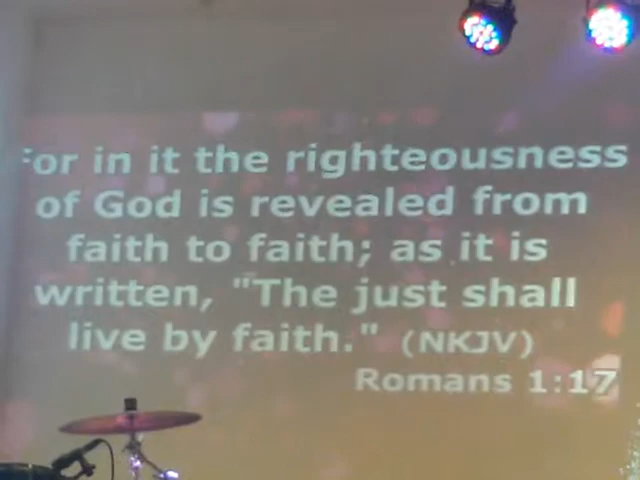 For in it the righteousness
of God is revealed from
faith to faith; as it is
written, "The just shall
live by faith." (NKJV)
Romans 1:17